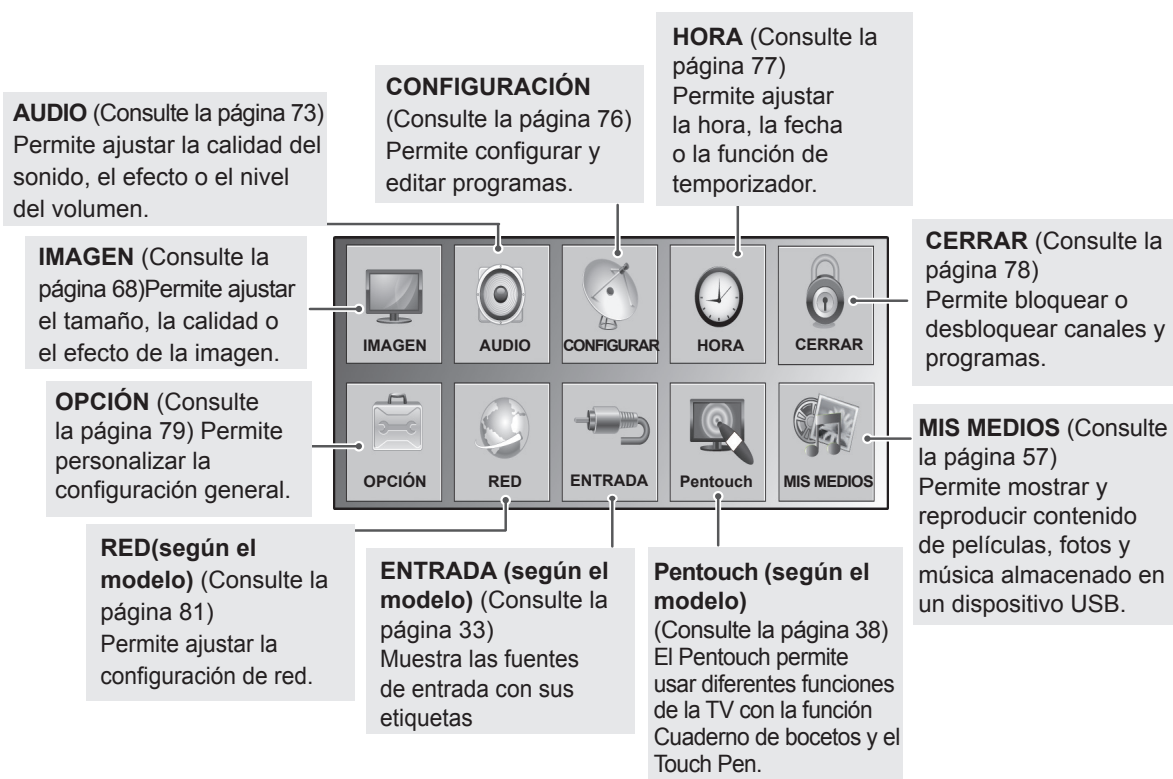 AUDIO (Consulte la página 73)
Permite ajustar la calidad del
sonido, el efecto o el nivel
del volumen.
CONFIGURACIÓN
(Consulte la página 76)
Permite configurar y
editar programas.
HORA (Consulte la
página 77)
Permite ajustar
la hora, la fecha
o la función de
temporizador.
IMAGEN (Consulte la
página 68)Permite ajustar
el tamaño, la calidad o
el efecto de la imagen.
CERRAR (Consulte la
página 78)
Permite bloquear o
desbloquear canales y
programas.
IMAGEN
AUDIO
CONFIGURAR
HORA
CERRAR
OPCIÓN (Consulte
la página 79) Permite
personalizar la
configuración general.
OPCIÓN
RED
ENTRADA
Pentouch
MIS MEDIOS
MIS MEDIOS (Consulte
la página 57)
Permite mostrar y
reproducir contenido
de películas, fotos y
música almacenado en
un dispositivo USB.
RED(según el
modelo) (Consulte la
página 81)
Permite ajustar la
configuración de red.
ENTRADA (según el
modelo) (Consulte la
página 33)
Muestra las fuentes
de entrada con sus
etiquetas
Pentouch (según el
modelo)
(Consulte la página 38)
El Pentouch permite
usar diferentes funciones
de la TV con la función
Cuaderno de bocetos y el
Touch Pen.